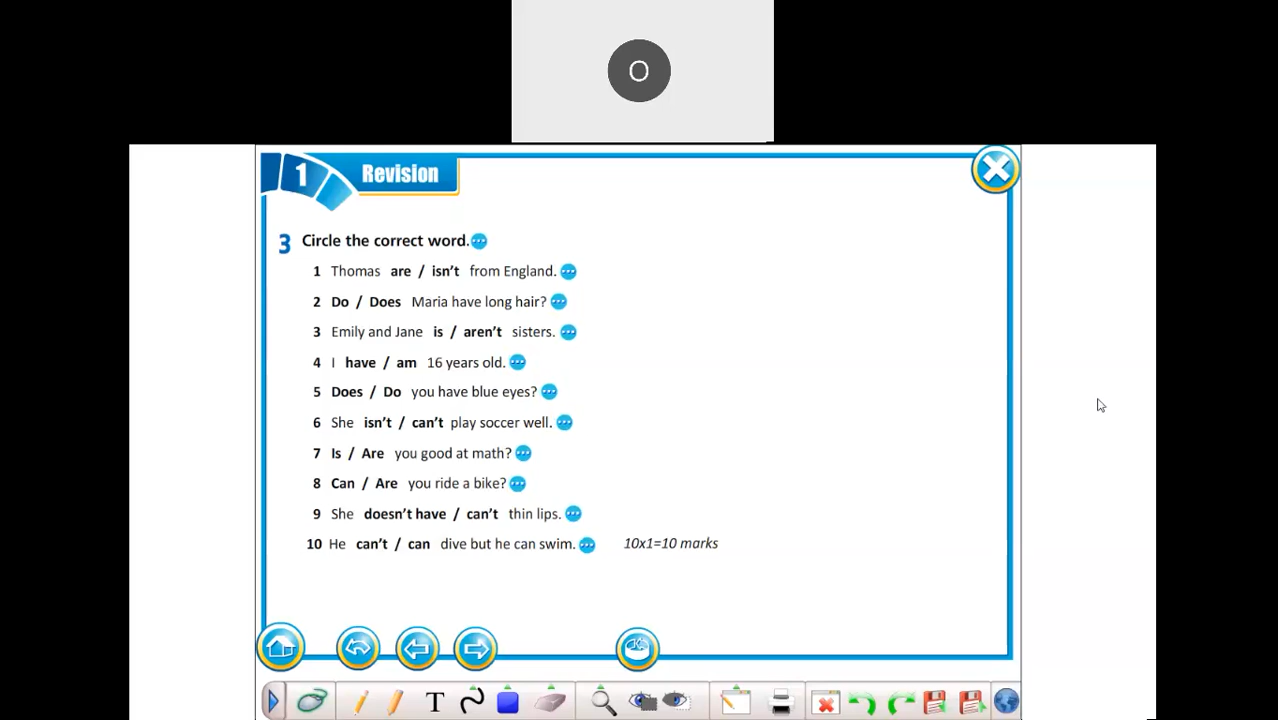 O
1 Revision
3 Circle the correct word.
1 Thomas are / isn't from England.
2 Do / Does Maria have long hair?
3 Emily and Jane is / aren't sisters.
4 I have / am 16 years old.
5 Does / Do you have blue eyes?
6 She isn't / can't play soccer well.
7 Is / Are you good at math?
8 Can / Are you ride a bike?
9 She doesn't have / can't thin lips.
10 He can't / can dive but he can swim. 10x1=10 marks
T